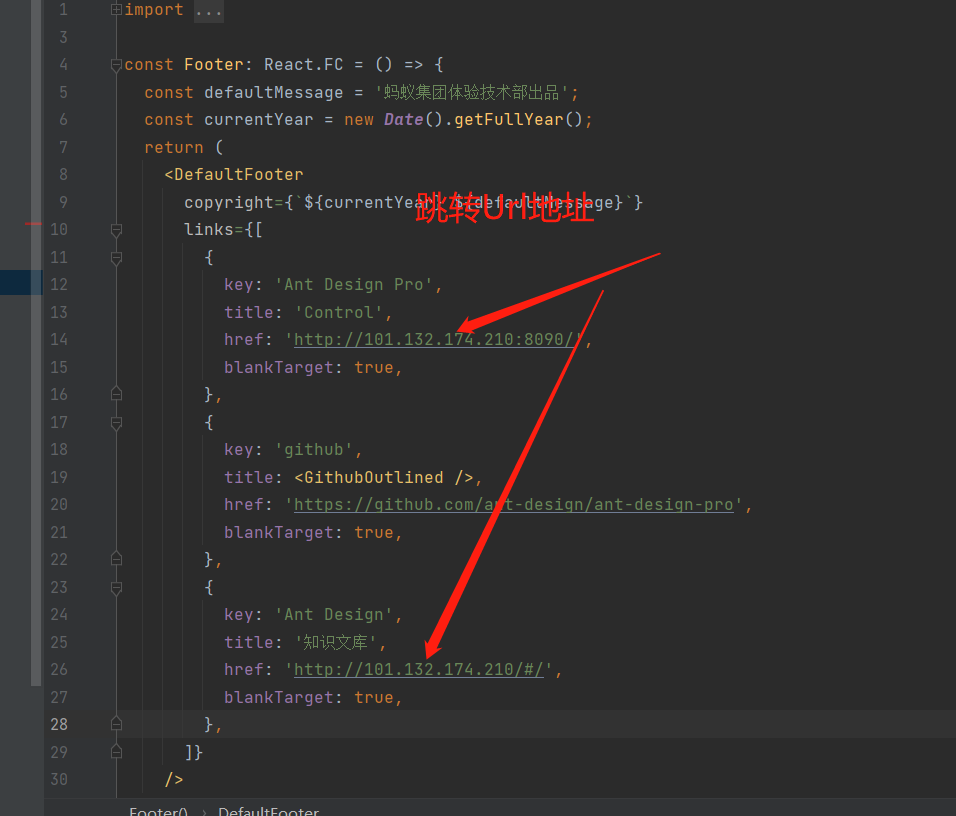 1 import ...
3
4 const Footer: React.FC = () => {
5 const defaultMessage = '蚂蚁集团体验技术部出品';
6 const currentYear = new Date().getFullYear();
7 return (
8 <DefaultFooter
9 copyright={`${currentYear} ${defaultMessage}`}
跳转Url地址
10 links={[
11 {
12 key: 'Ant Design Pro',
13 title: 'Control',
14 href: 'http://101.132.174.210:8090/',
15 blankTarget: true,
16 },
17 {
18 key: 'github',
19 title: <GithubOutlined />,
20 href: 'https://github.com/ant-design/ant-design-pro',
21 blankTarget: true,
22 },
23 {
24 key: 'Ant Design',
25 title: '知识文库',
26 href: 'http://101.132.174.210/#/',
27 blankTarget: true,
28 },
29 ]}
30 />
Footer() › DefaultFooter